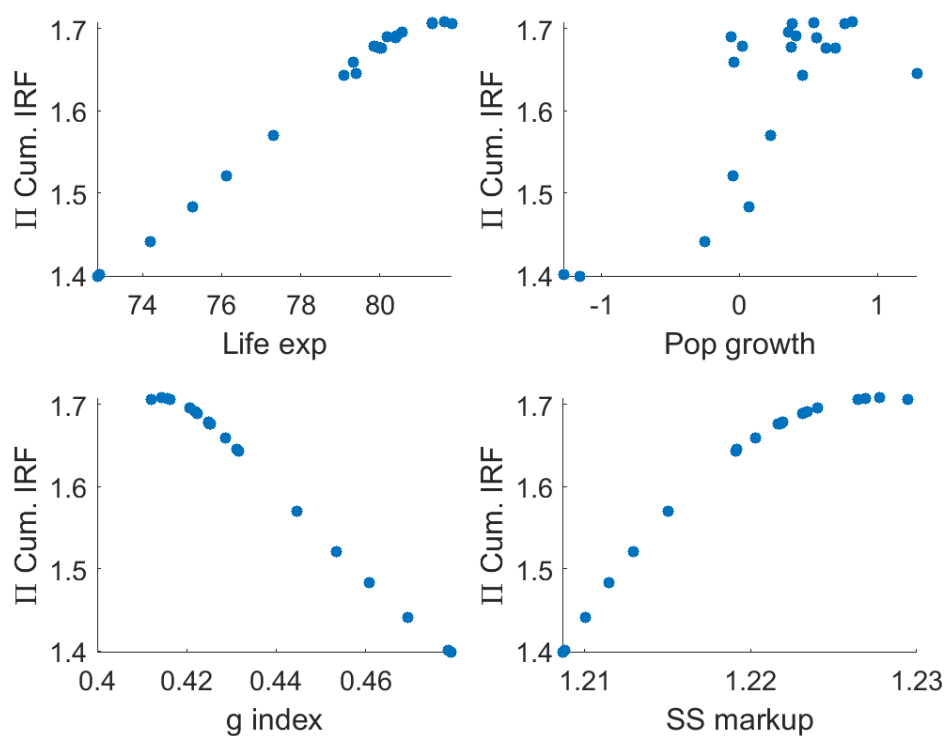 1.7
1.6
1.5
1.4
Π Cum. IRF
74 76 78 80
Life exp
1.7
1.6
1.5
1.4
Π Cum. IRF
-1 0 1
Pop growth
1.7
1.6
1.5
1.4
Π Cum. IRF
0.4 0.42 0.44 0.46
g index
1.7
1.6
1.5
1.4
Π Cum. IRF
1.21 1.22 1.23
SS markup